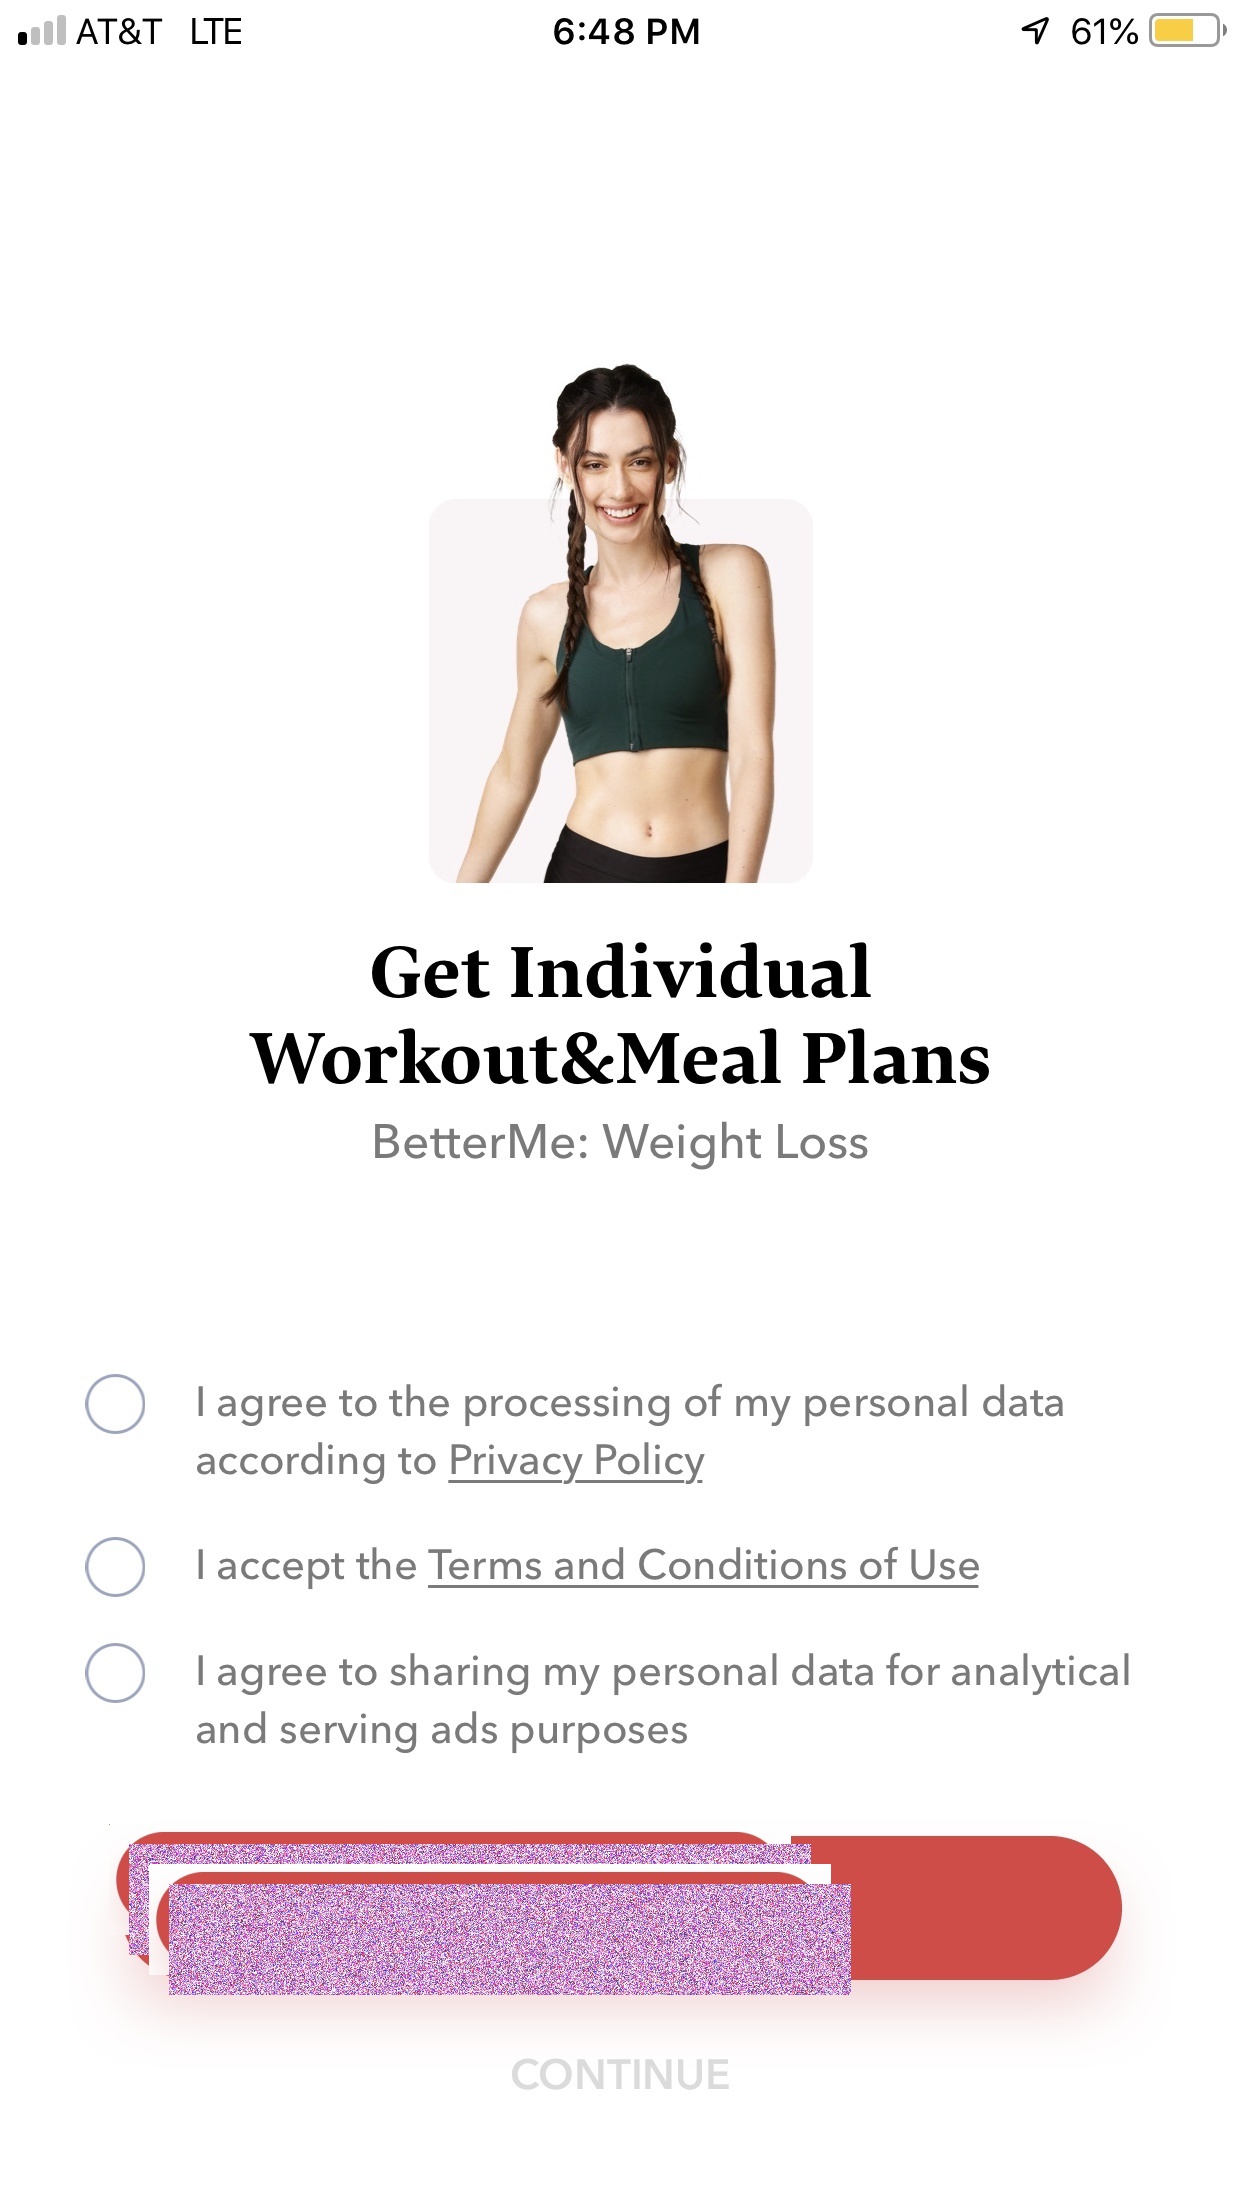 AT&T LTE 6:48 PM 61%
Get Individual
Workout&Meal Plans
BetterMe: Weight Loss
I agree to the processing of my personal data
according to Privacy Policy
I accept the Terms and Conditions of Use
I agree to sharing my personal data for analytical
and serving ads purposes
CONTINUE